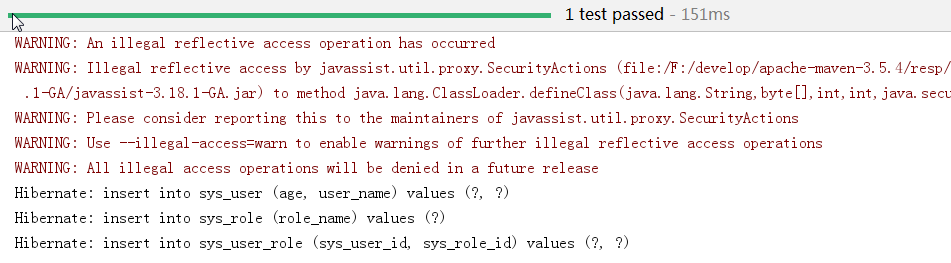 1 test passed - 151ms
WARNING: An illegal reflective access operation has occurred
WARNING: Illegal reflective access by javassist.util.proxy.SecurityActions (file:/F:/develop/apache-maven-3.5.4/resp/
.1-GA/javassist-3.18.1-GA.jar) to method java.lang.ClassLoader.defineClass(java.lang.String,byte[],int,int,java.secu
WARNING: Please consider reporting this to the maintainers of javassist.util.proxy.SecurityActions
WARNING: Use --illegal-access=warn to enable warnings of further illegal reflective access operations
WARNING: All illegal access operations will be denied in a future release
Hibernate: insert into sys_user (age, user_name) values (?, ?)
Hibernate: insert into sys_role (role_name) values (?)
Hibernate: insert into sys_user_role (sys_user_id, sys_role_id) values (?, ?)